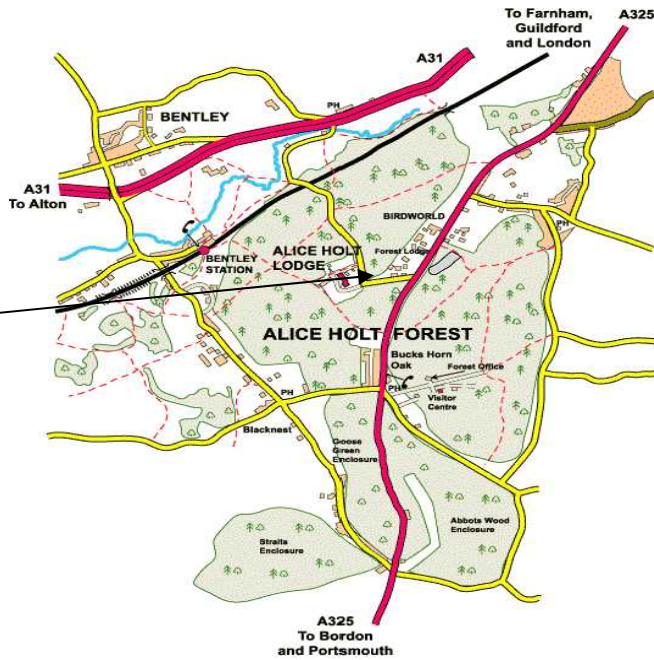 To Farnham,
Guildford
and London
A325
A31
PH
BENTLEY
A31
To Alton
BIRDWORLD
PH
BENTLEY
STATION
ALICE HOLT
LODGE
Forest Lodge
ALICE HOLT FOREST
Bucks Horn
Oak
Forest Office
PH
PH
Visitor
Centre
Blacknest
Goose
Green
Enclosure
Abbots Wood
Enclosure
Straits
Enclosure
A325
To Bordon
and Portsmouth